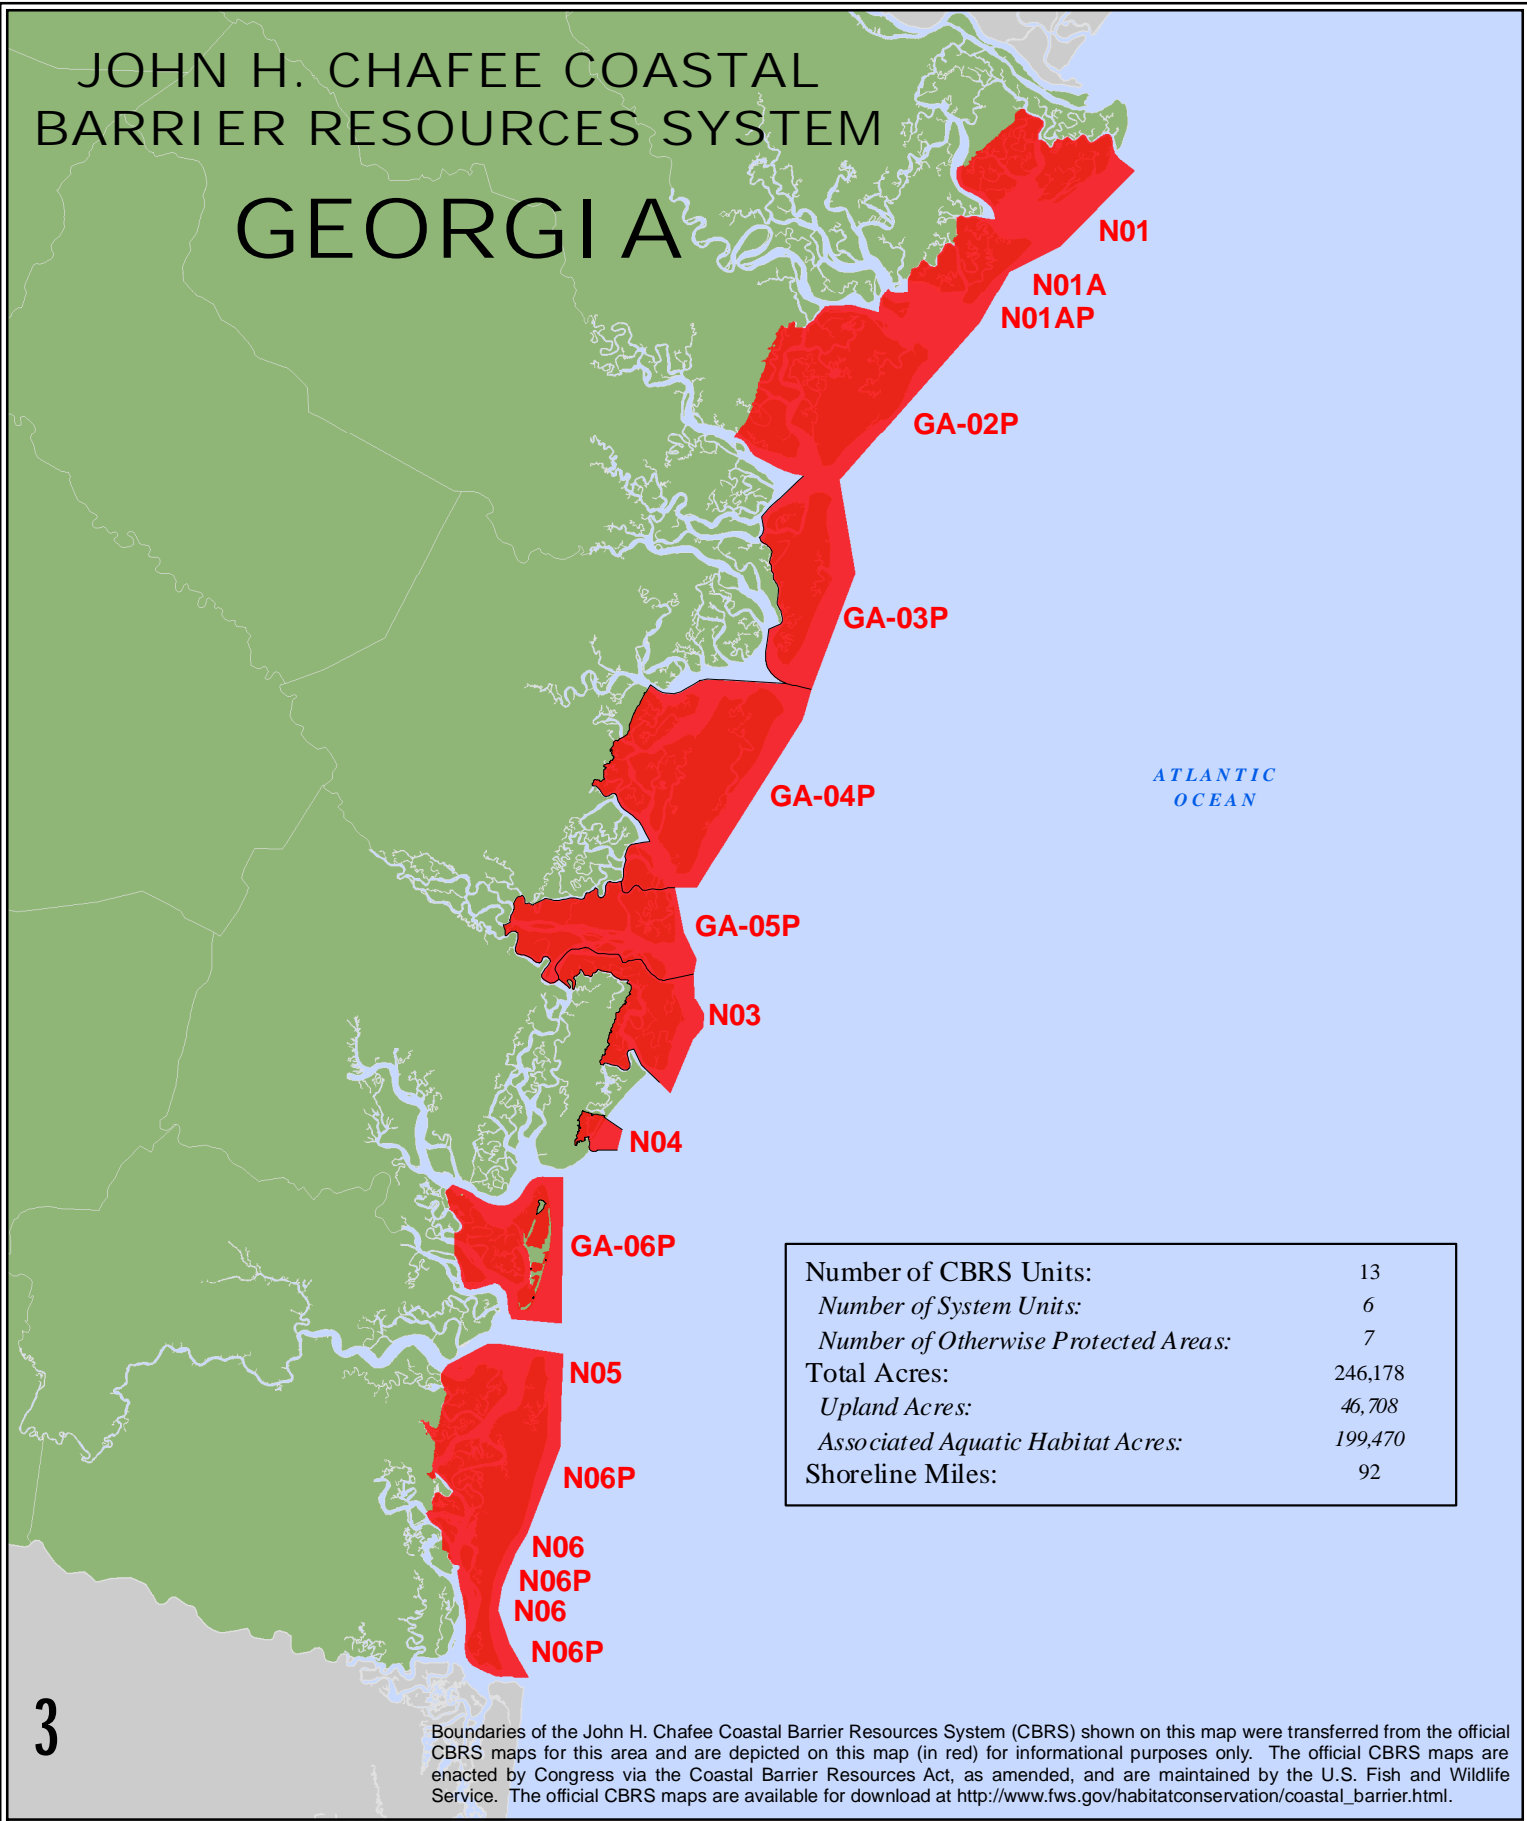 JOHN H. CHAFEE COASTAL
BARRIER RESOURCES SYSTEM
GEORGIA
N01
N01A
N01AP
GA-02P
GA-03P
ATLANTIC
OCEAN
GA-04P
GA-05P
N03
N04
GA-06P
Number of CBRS Units: 13
Number of System Units: 6
Number of Otherwise Protected Areas: 7
Total Acres: 246,178
Upland Acres: 46,708
Associated Aquatic Habitat Acres: 199,470
Shoreline Miles: 92
N05
N06P
N06
N06P
N06
N06P
3
Boundaries of the John H. Chafee Coastal Barrier Resources System (CBRS) shown on this map were transferred from the official
CBRS maps for this area and are depicted on this map (in red) for informational purposes only. The official CBRS maps are
enacted by Congress via the Coastal Barrier Resources Act, as amended, and are maintained by the U.S. Fish and Wildlife
Service. The official CBRS maps are available for download at http://www.fws.gov/habitatconservation/coastal_barrier.html.